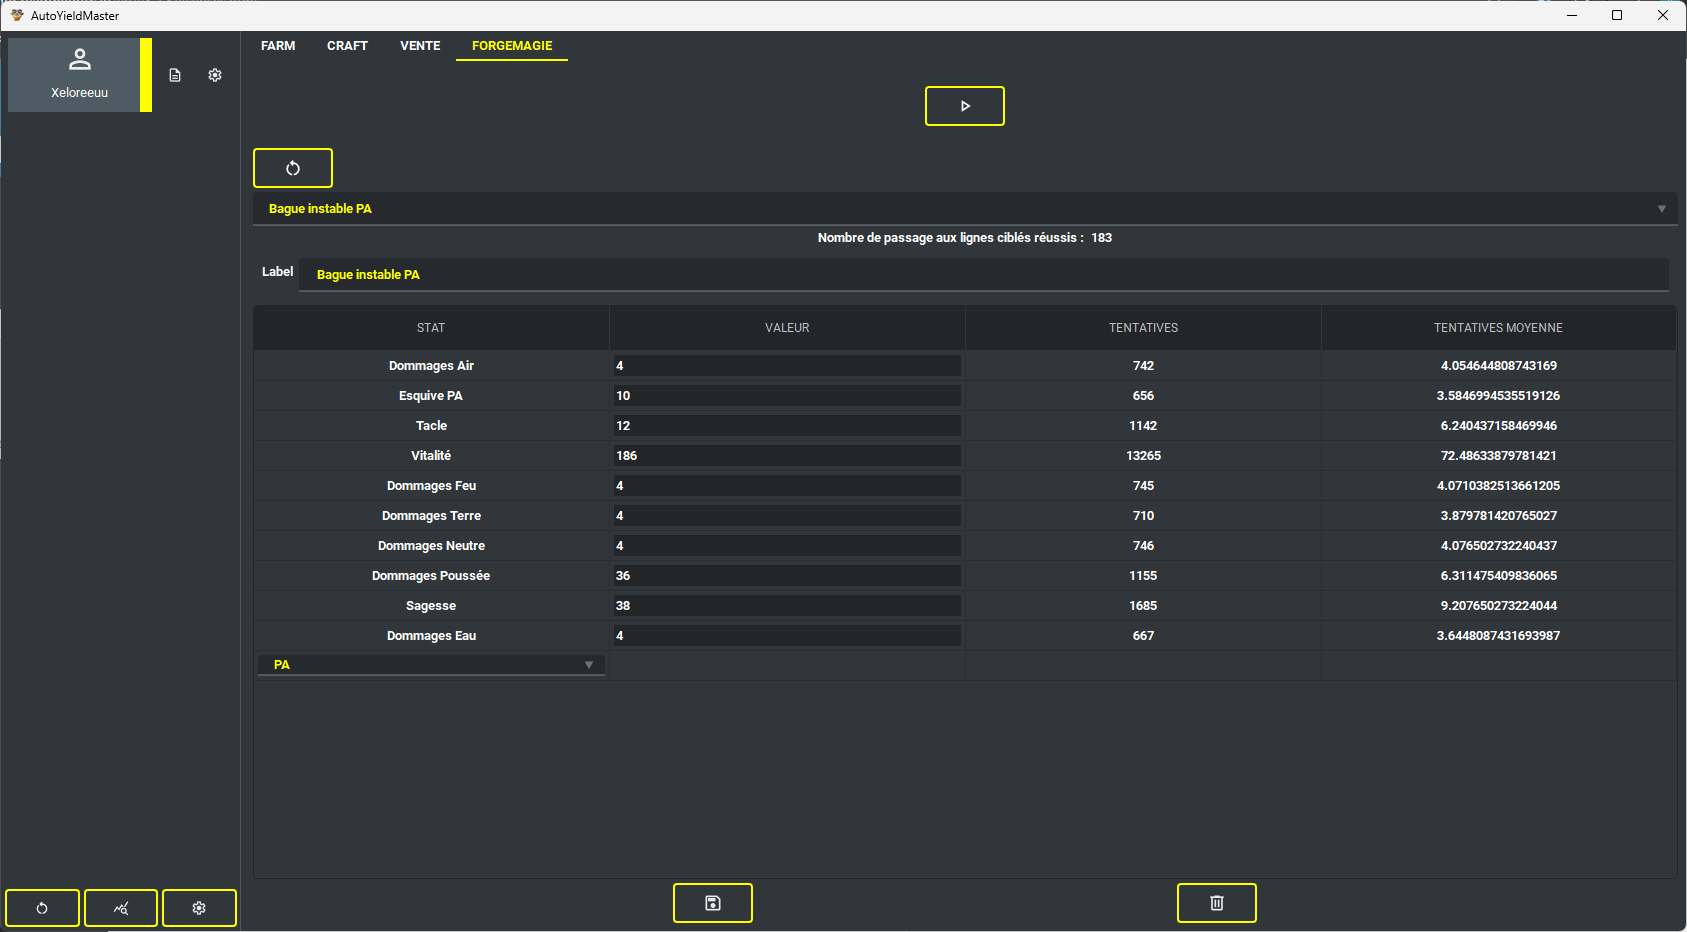 AutoYieldMaster
Xeloreeuu
FARM CRAFT VENTE FORGEMAGIE
Bague instable PA
Nombre de passage aux lignes ciblés réussis : 183
Label Bague instable PA
STAT VALEUR TENTATIVES TENTATIVES MOYENNE
Dommages Air 4 742 4.054644808743169
Esquive PA 10 656 3.5846994535519126
Tacle 12 1142 6.240437158469946
Vitalité 186 13265 72.48633879781421
Dommages Feu 4 745 4.0710382513661205
Dommages Terre 4 710 3.879781420765027
Dommages Neutre 4 746 4.076502732240437
Dommages Poussée 36 1155 6.311475409836065
Sagesse 38 1685 9.207650273224044
Dommages Eau 4 667 3.6448087431693987
PA